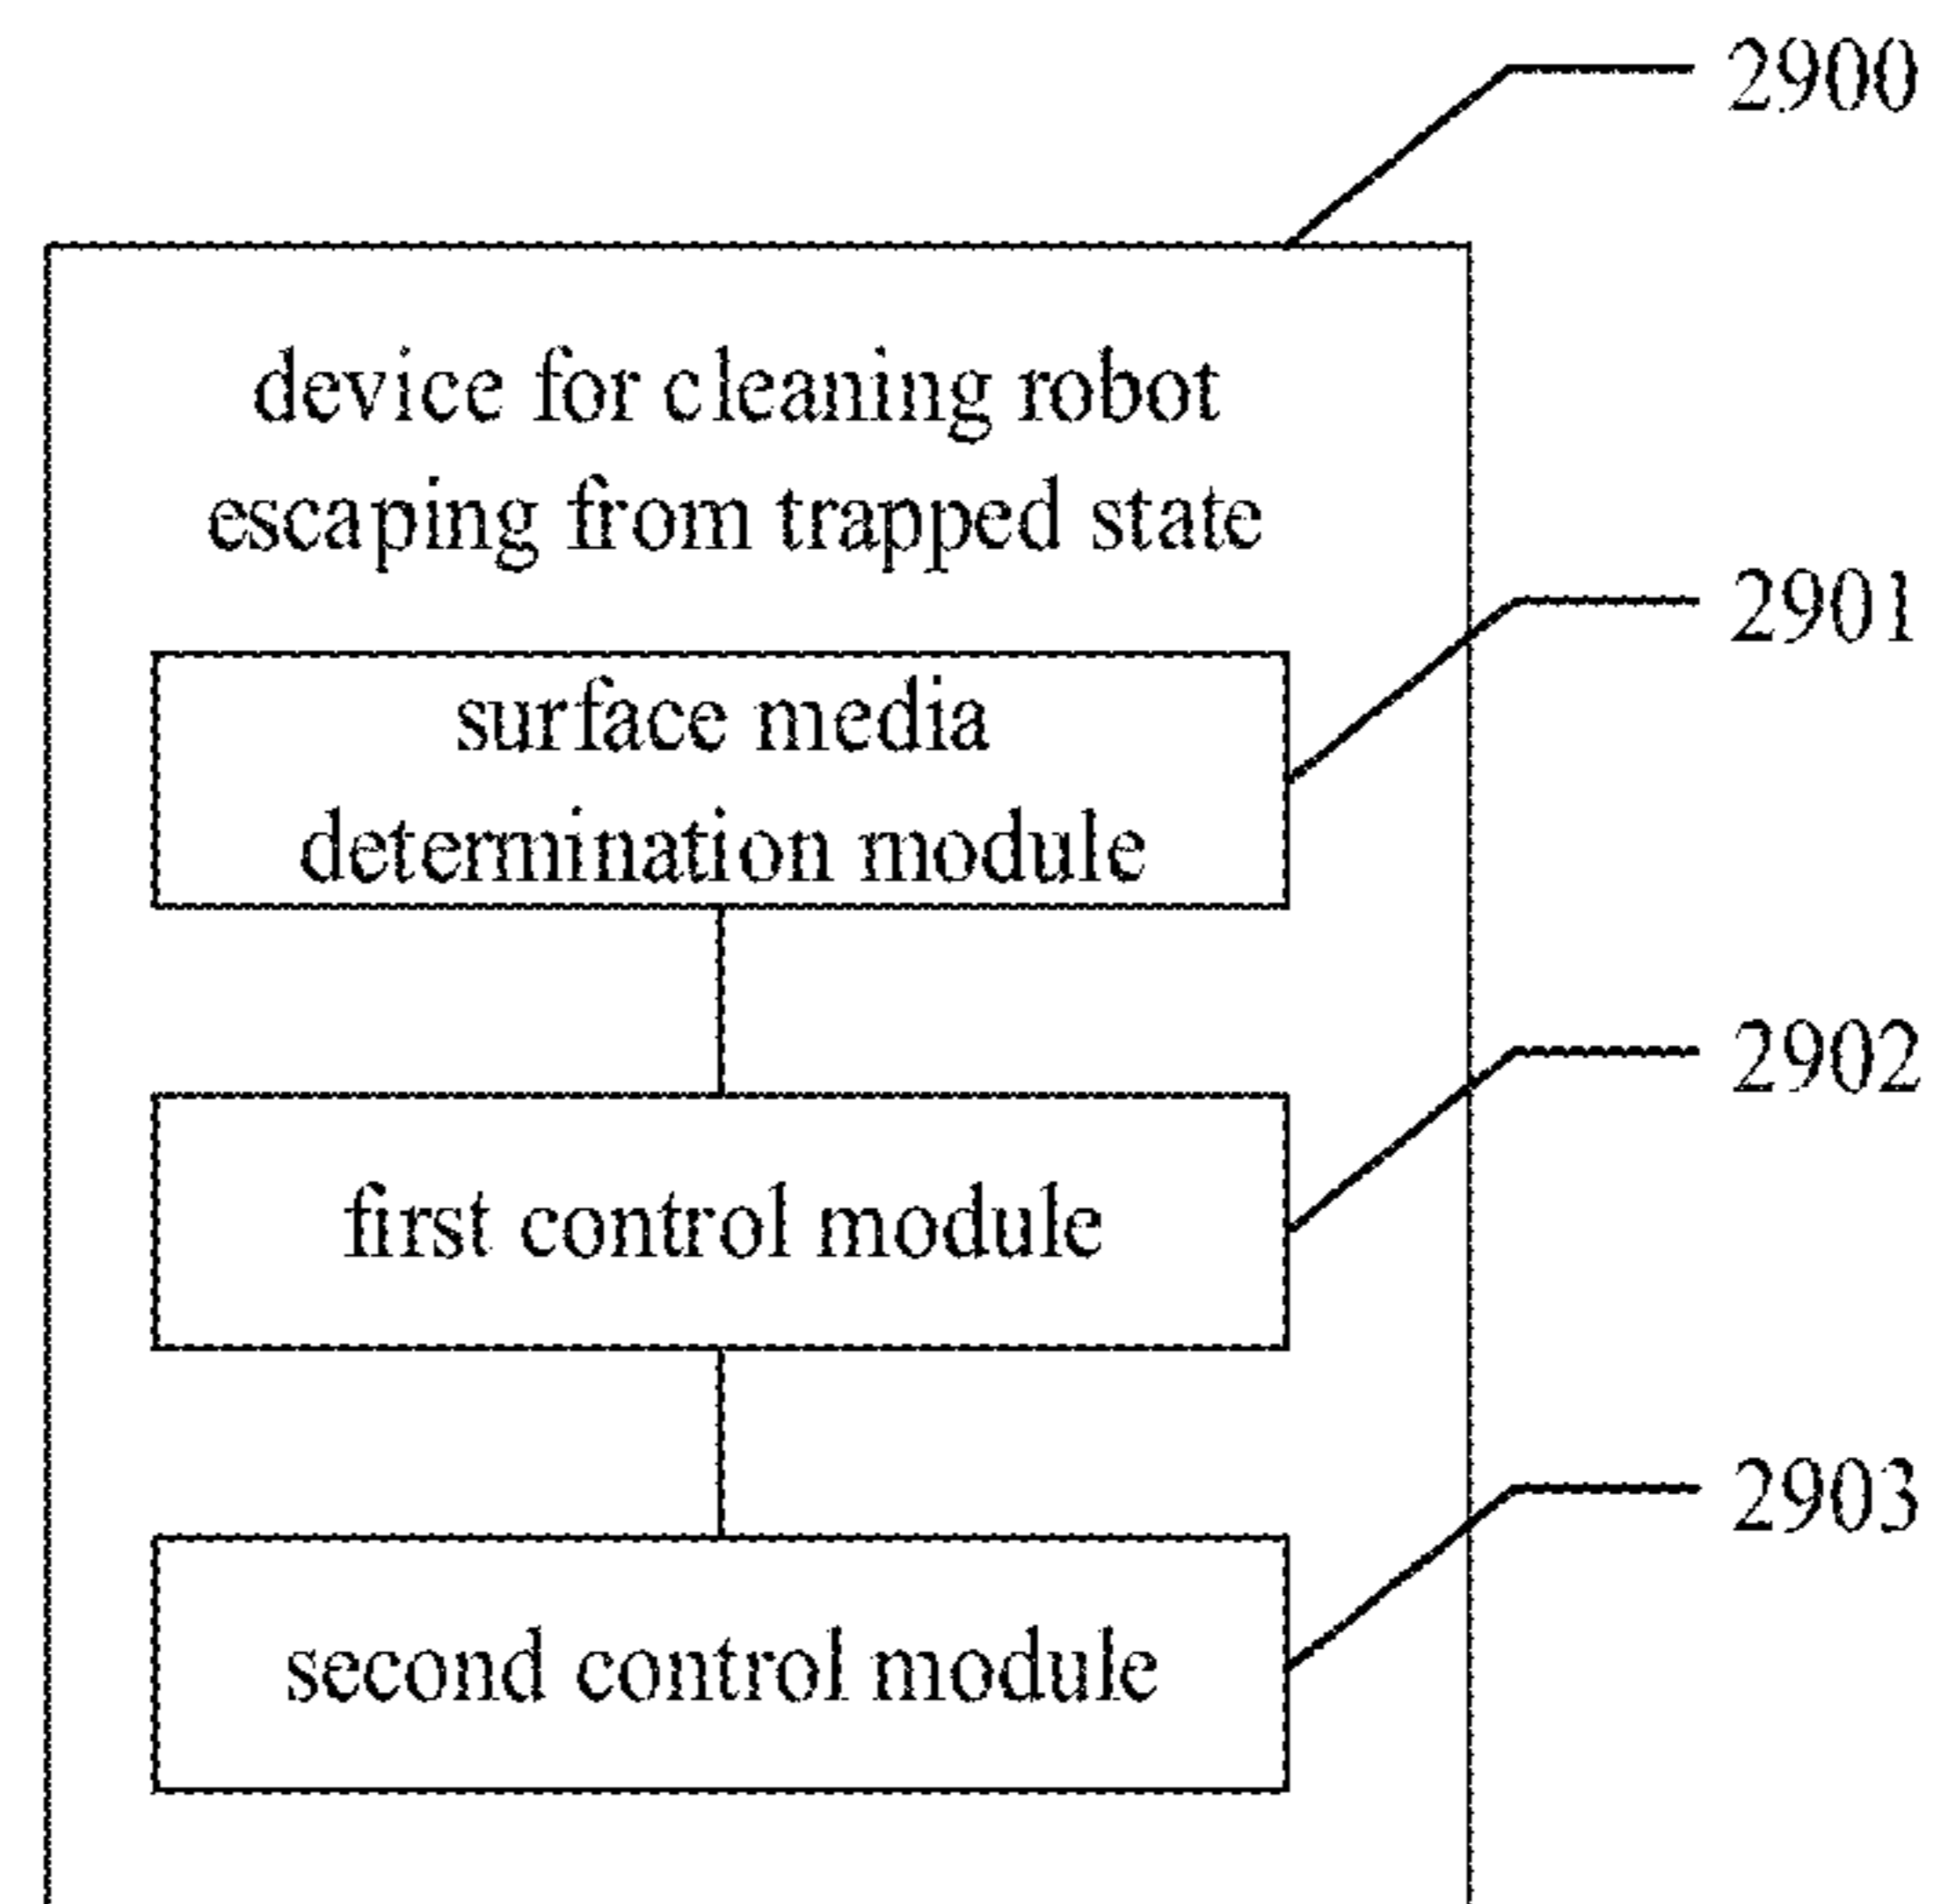 2900
device for cleaning robot
escaping from trapped state
2901
surface media
determination module
2902
first control module
2903
second control module